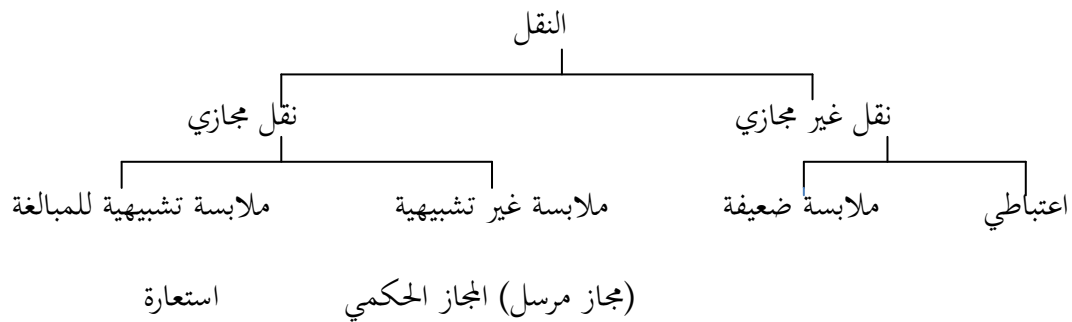 النقل
نقل غير مجازي نقل مجازي
اعتباطي ملابسة ضعيفة ملابسة غير تشبيهية ملابسة تشبيهية للمبالغة
(مجاز مرسل) المجاز الحكمي استعارة